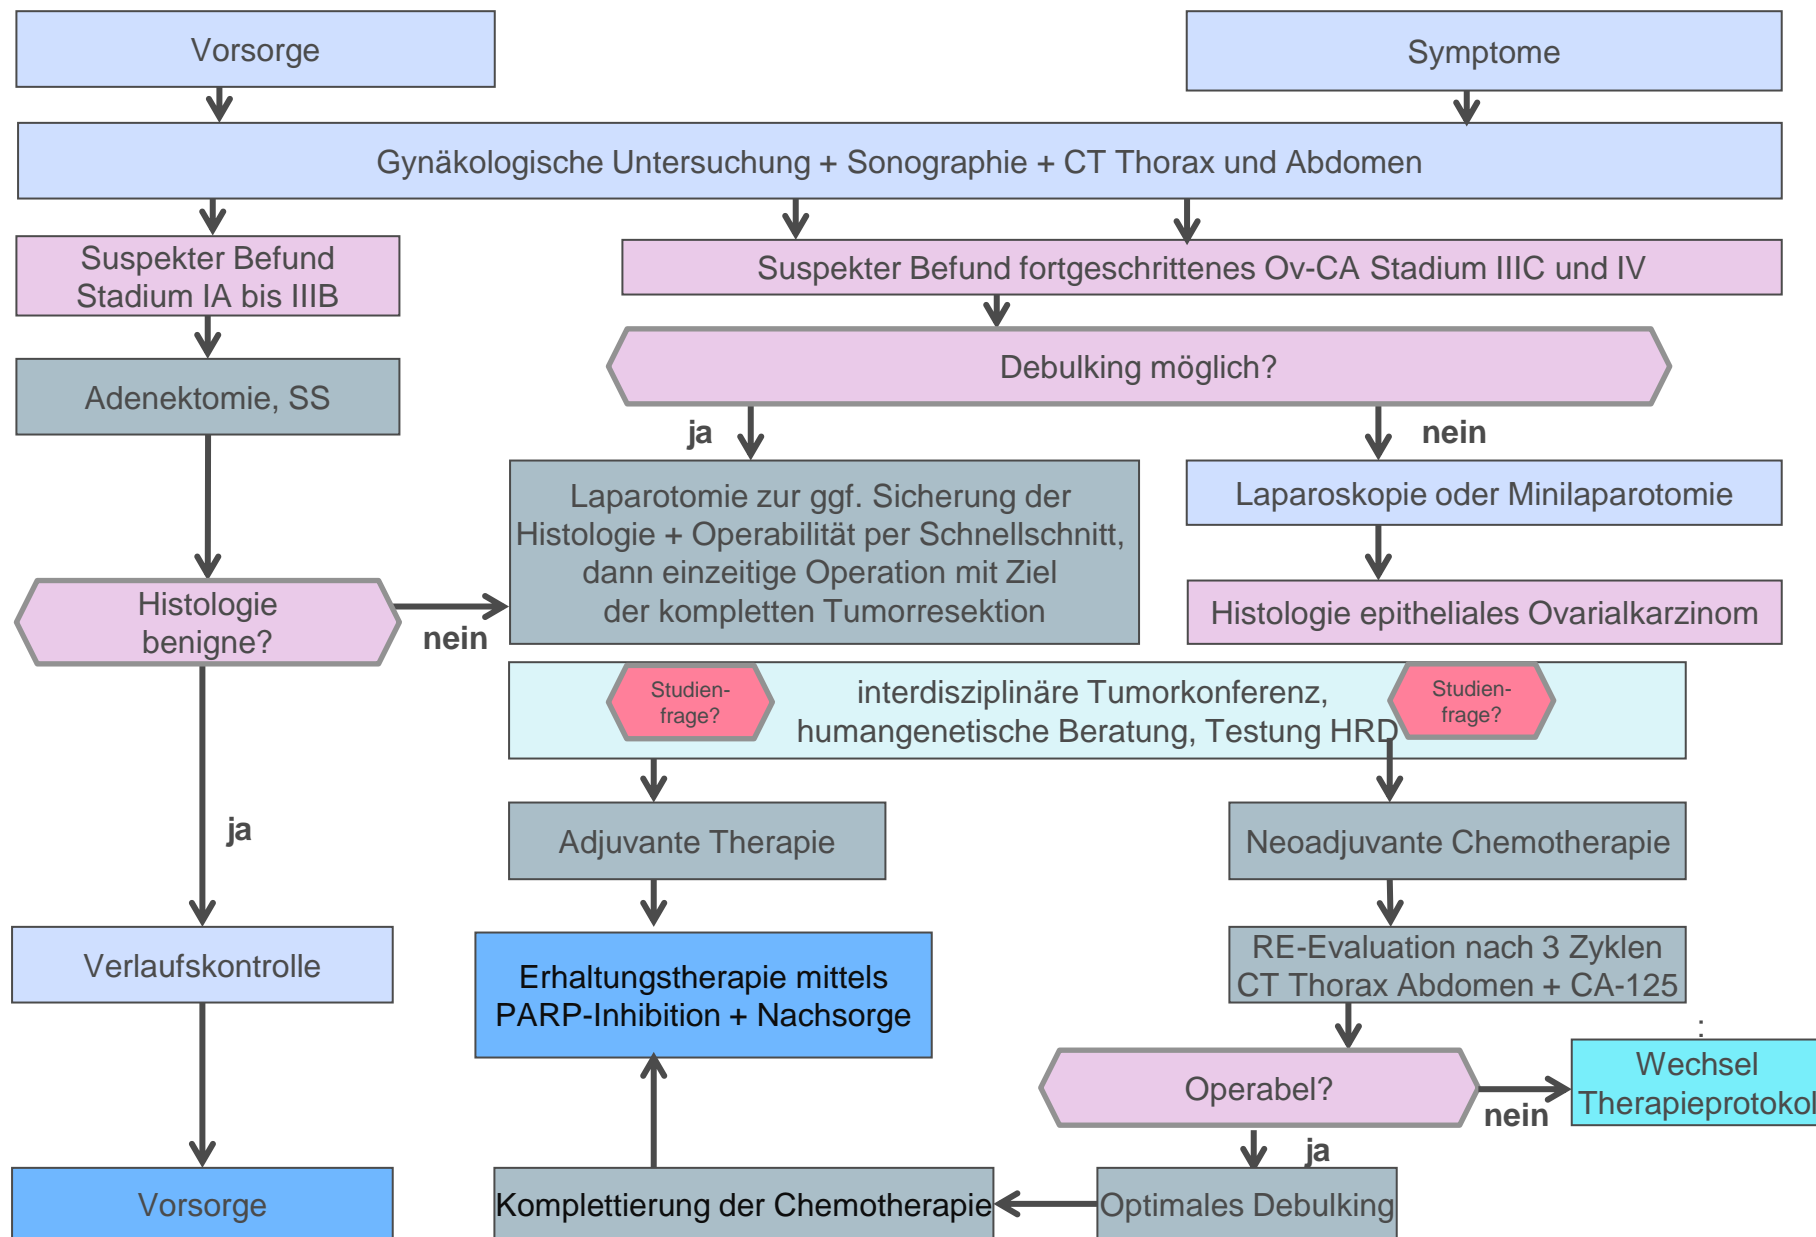 Vorsorge
Symptome
Gynäkologische Untersuchung + Sonographie + CT Thorax und Abdomen
Suspekter Befund
Stadium IA bis IIIB
Suspekter Befund fortgeschrittenes Ov-CA Stadium IIIC und IV
Adenektomie, SS
Debulking möglich?
ja
nein
Laparotomie zur ggf. Sicherung der
Histologie + Operabilität per Schnellschnitt,
dann einzeitige Operation mit Ziel
der kompletten Tumorresektion
Laparoskopie oder Minilaparotomie
Histologie
benigne?
nein
Histologie epitheliales Ovarialkarzinom
Studien-
frage?
interdisziplinäre Tumorkonferenz,
humangenetische Beratung, Testung HRD
Studien-
frage?
ja
Adjuvante Therapie
Neoadjuvante Chemotherapie
Verlaufskontrolle
Erhaltungstherapie mittels
PARP-Inhibition + Nachsorge
RE-Evaluation nach 3 Zyklen
CT Thorax Abdomen + CA-125
:
Operabel?
nein
Wechsel
Therapieprotokol
ja
Vorsorge
Komplettierung der Chemotherapie
Optimales Debulking